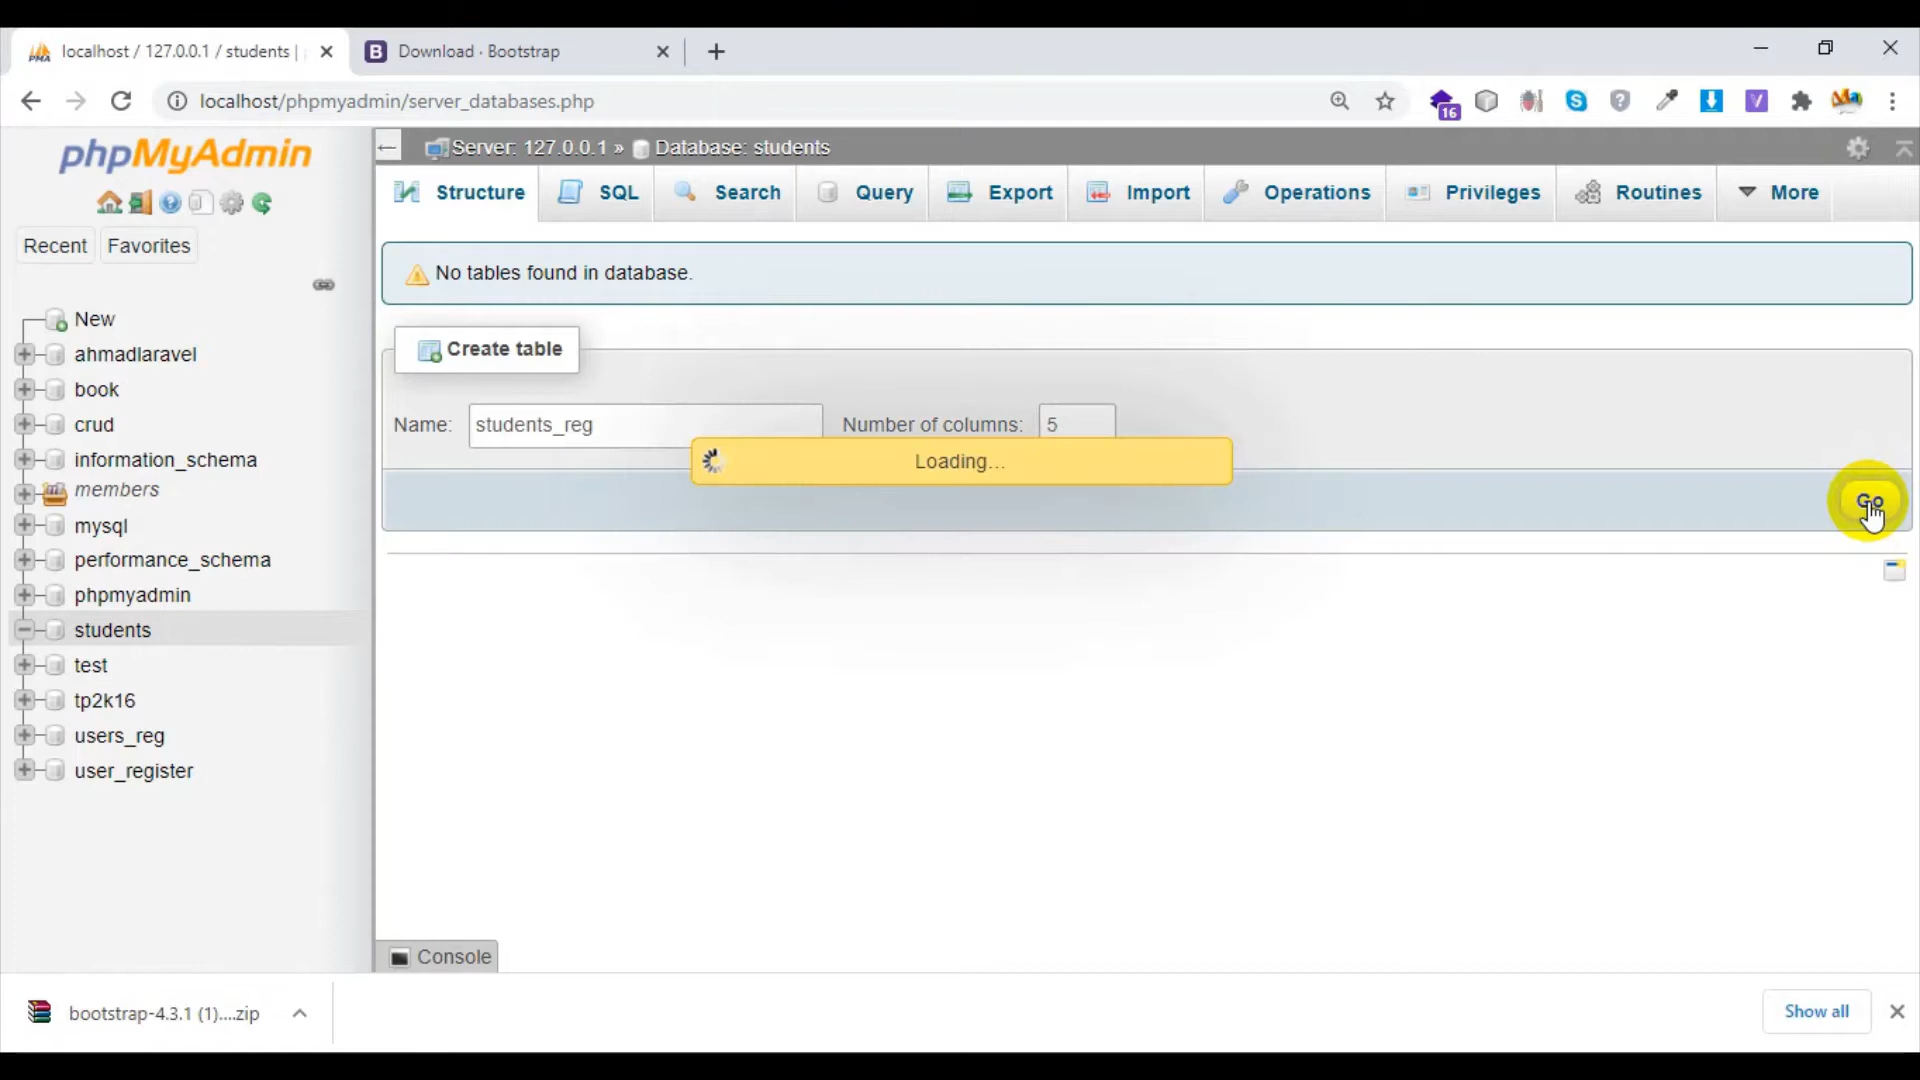 localhost / 127.0.0.1 / students |
Download · Bootstrap
localhost/phpmyadmin/server_databases.php
16
phpMyAdmin
Server: 127.0.0.1 » Database: students
Structure SQL Search Query Export Import Operations Privileges Routines More
Recent Favorites
No tables found in database.
New
ahmadlaravel
book
crud
information_schema
members
mysql
performance_schema
phpmyadmin
students
test
tp2k16
users_reg
user_register
Create table
Name: students_reg Number of columns: 5
Loading…
Go
Console
bootstrap-4.3.1 (1)....zip
Show all